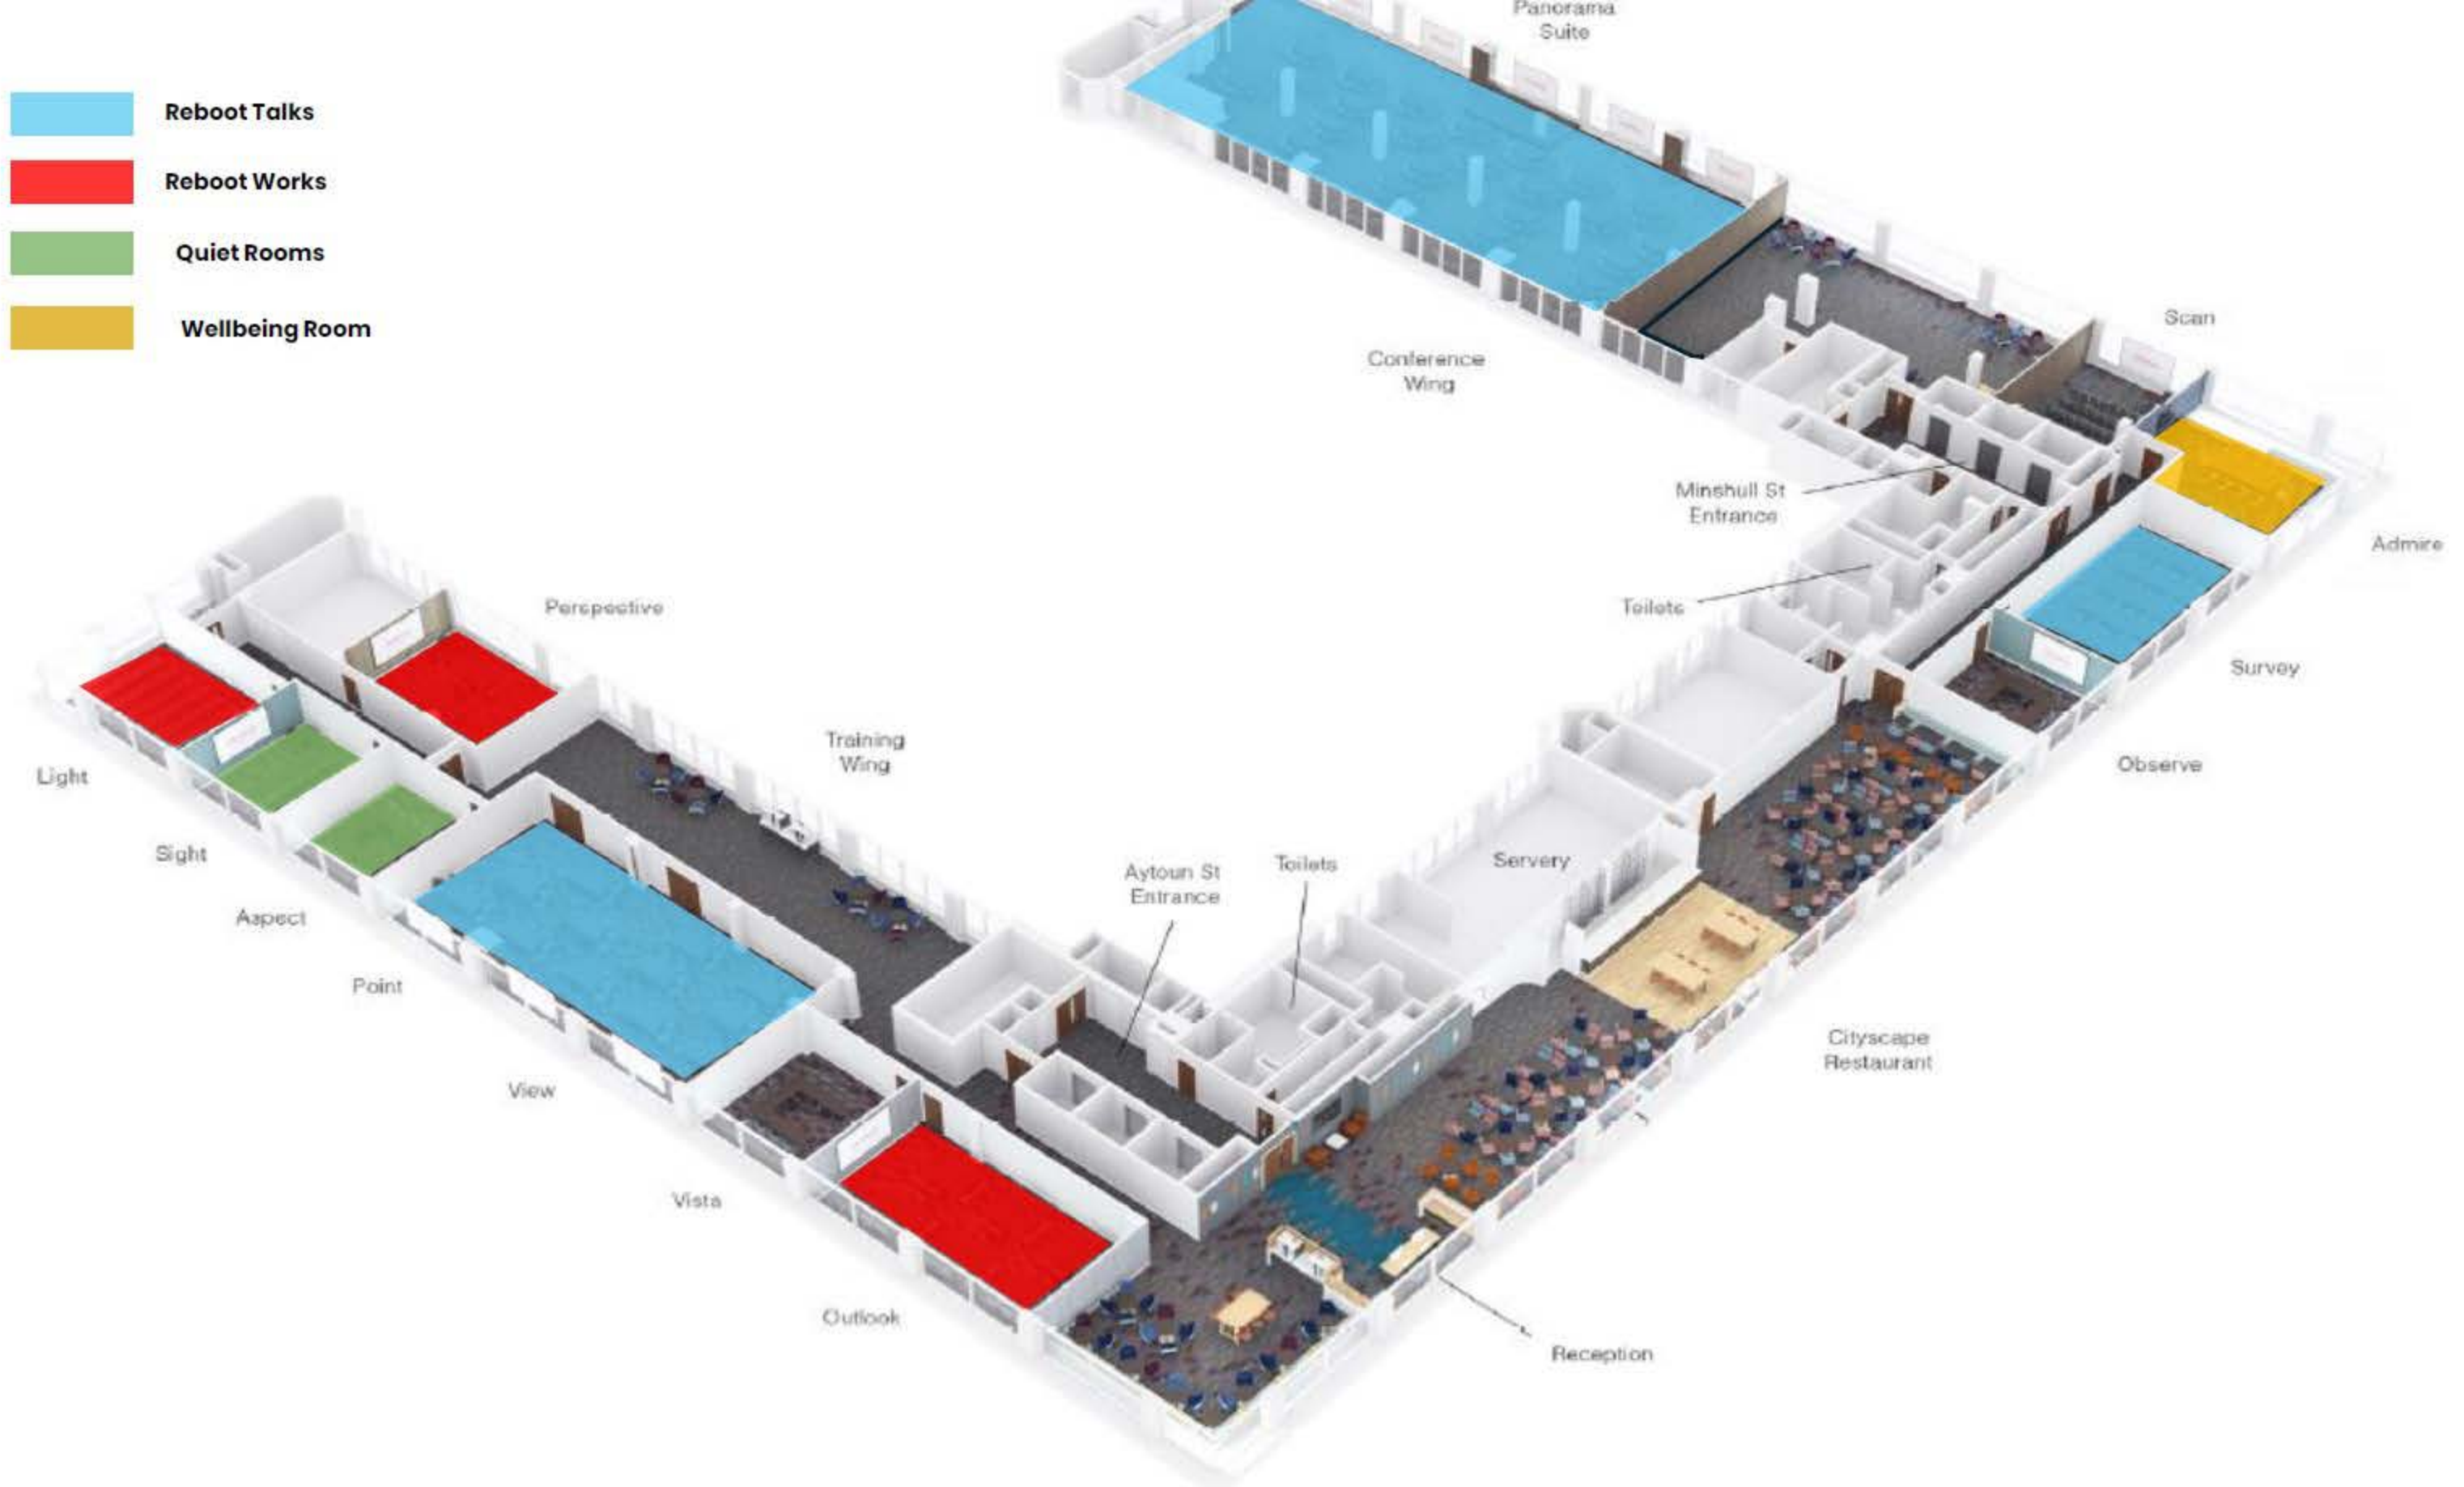 Panorama
Suite
Reboot Talks
Reboot Works
Quiet Rooms
Wellbeing Room
Scan
Conference
Wing
Minshull St
Entrance
Admire
Toilets
Perspective
Survey
Training
Wing
Light
Observe
Sight
Servery
Aytoun St
Entrance
Toilets
Aspect
Point
Cityscape
Restaurant
View
Vista
Outlook
Reception